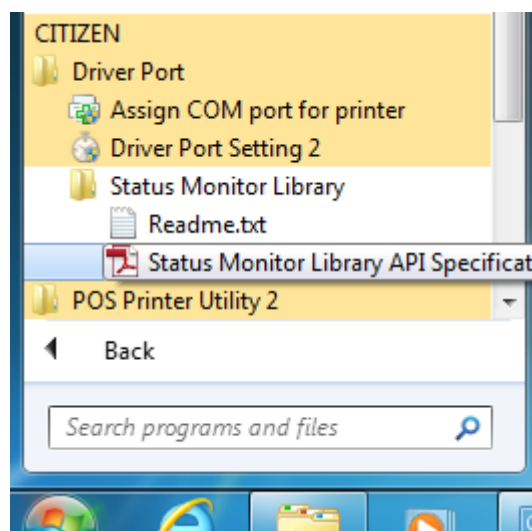 CITIZEN
Driver Port
Assign COM port for printer
Driver Port Setting 2
Status Monitor Library
Readme.txt
Status Monitor Library API Specificat
POS Printer Utility 2
Back
Search programs and files